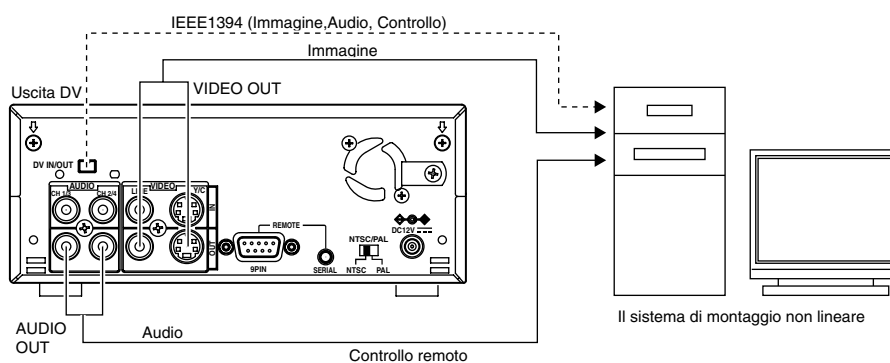 IEEE1394 (Immagine,Audio, Controllo)
Immagine
Uscita DV
VIDEO OUT
DV IN/OUT
AUDIO
VIDEO
CH 1/3
CH 2/4
LINE
Y/C
IN
OUT
REMOTE
9PIN
SERIAL
NTSC/PAL
NTSC
PAL
DC12V
AUDIO
OUT
Audio
Controllo remoto
Il sistema di montaggio non lineare